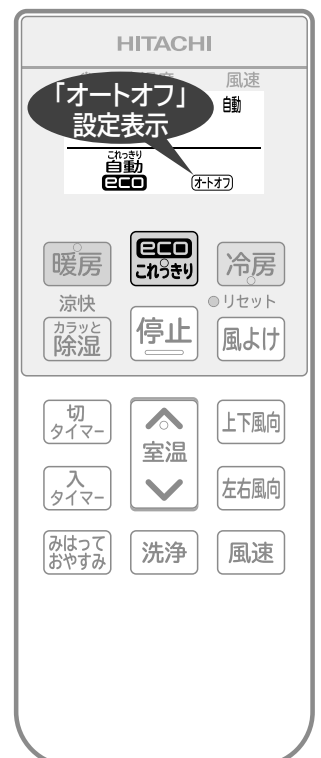 HITACHI
風速
「オートオフ」
設定表示
自動
これっきり
自動
eco
オートオフ
暖房
eco
これっきり
冷房
涼快
リセット
カラッと
除湿
停止
風よけ
切
タイマー
室温
上下風向
入
タイマー
左右風向
みはって
おやすみ
洗浄
風速